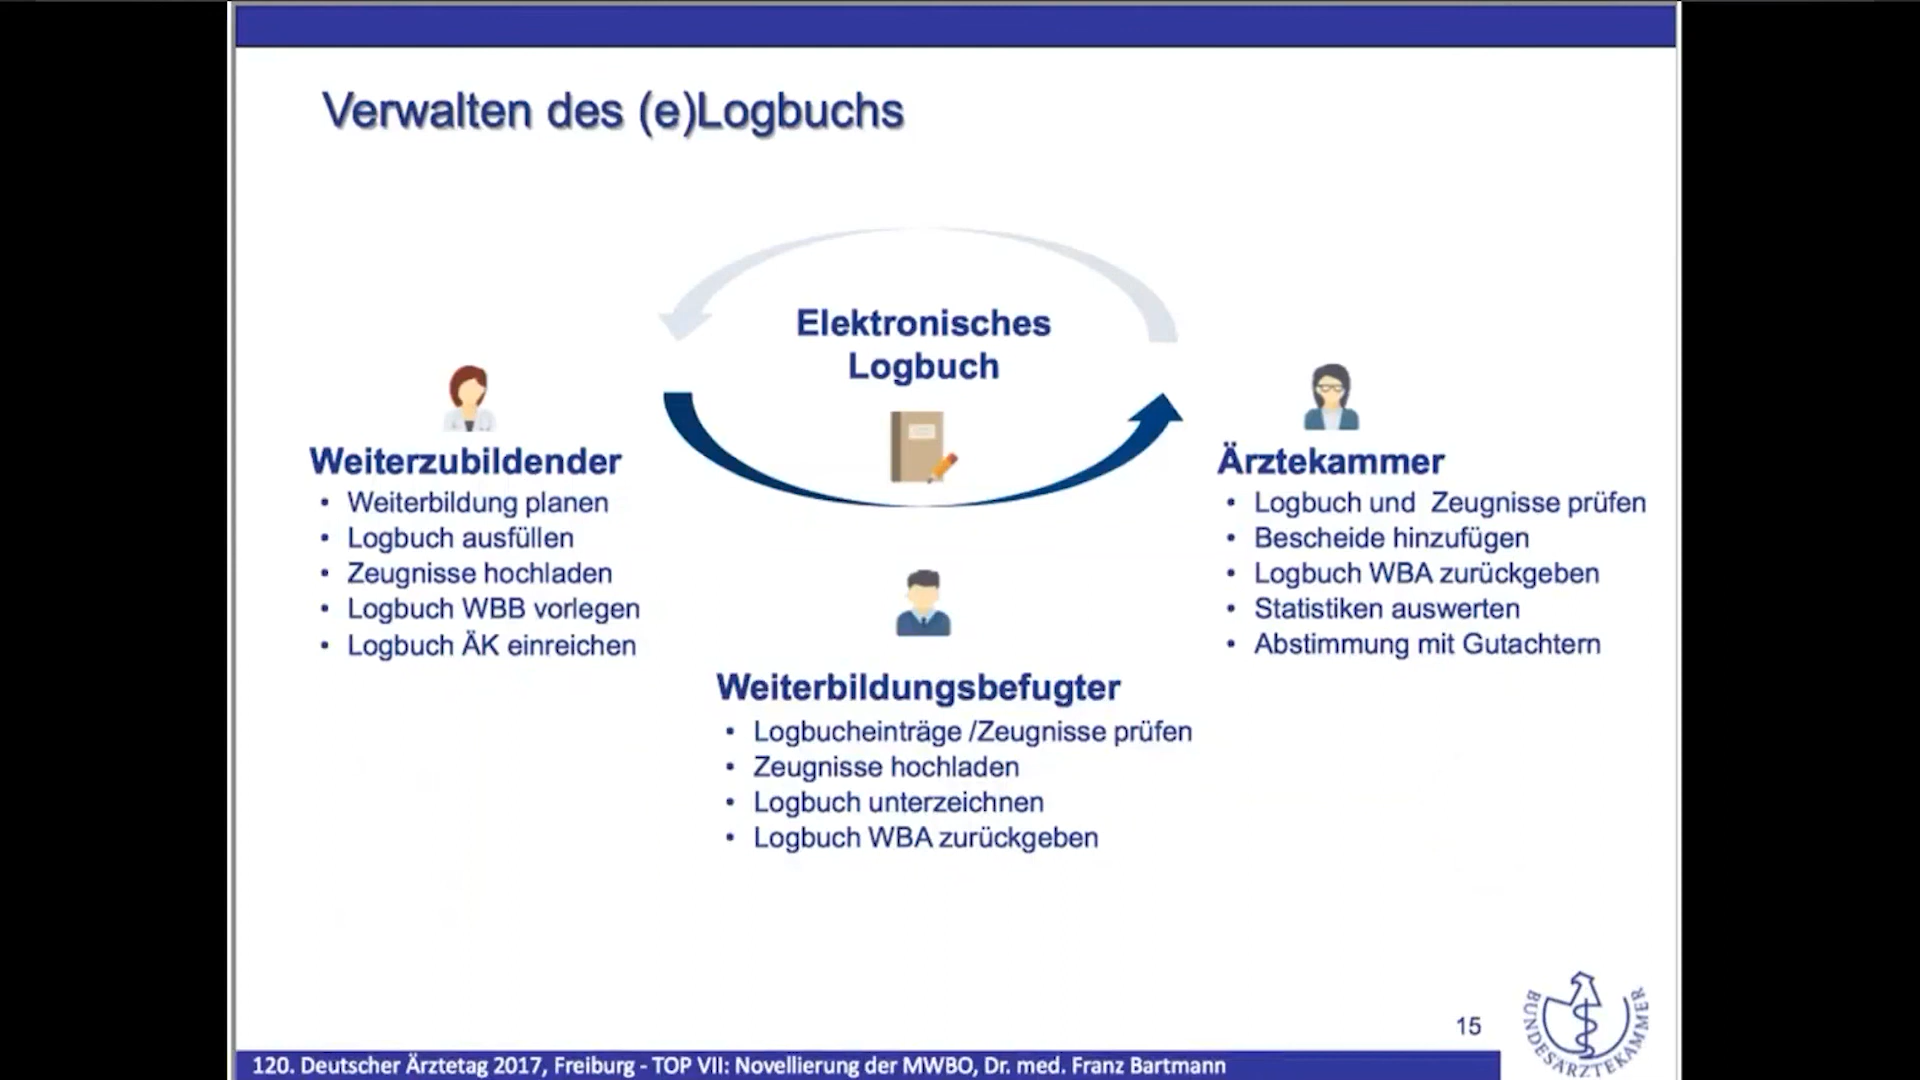 Verwalten des (e)Logbuchs
Elektronisches
Logbuch
Weiterzubildender
• Weiterbildung planen
• Logbuch ausfüllen
• Zeugnisse hochladen
• Logbuch WBB vorlegen
• Logbuch ÄK einreichen
Weiterbildungsbefugter
• Logbucheinträge /Zeugnisse prüfen
• Zeugnisse hochladen
• Logbuch unterzeichnen
• Logbuch WBA zurückgeben
Ärztekammer
• Logbuch und Zeugnisse prüfen
• Bescheide hinzufügen
• Logbuch WBA zurückgeben
• Statistiken auswerten
• Abstimmung mit Gutachtern
15
BUNDESÄRZTEKAMMER
120. Deutscher Ärztetag 2017, Freiburg - TOP VII: Novellierung der MWBO, Dr. med. Franz Bartmann